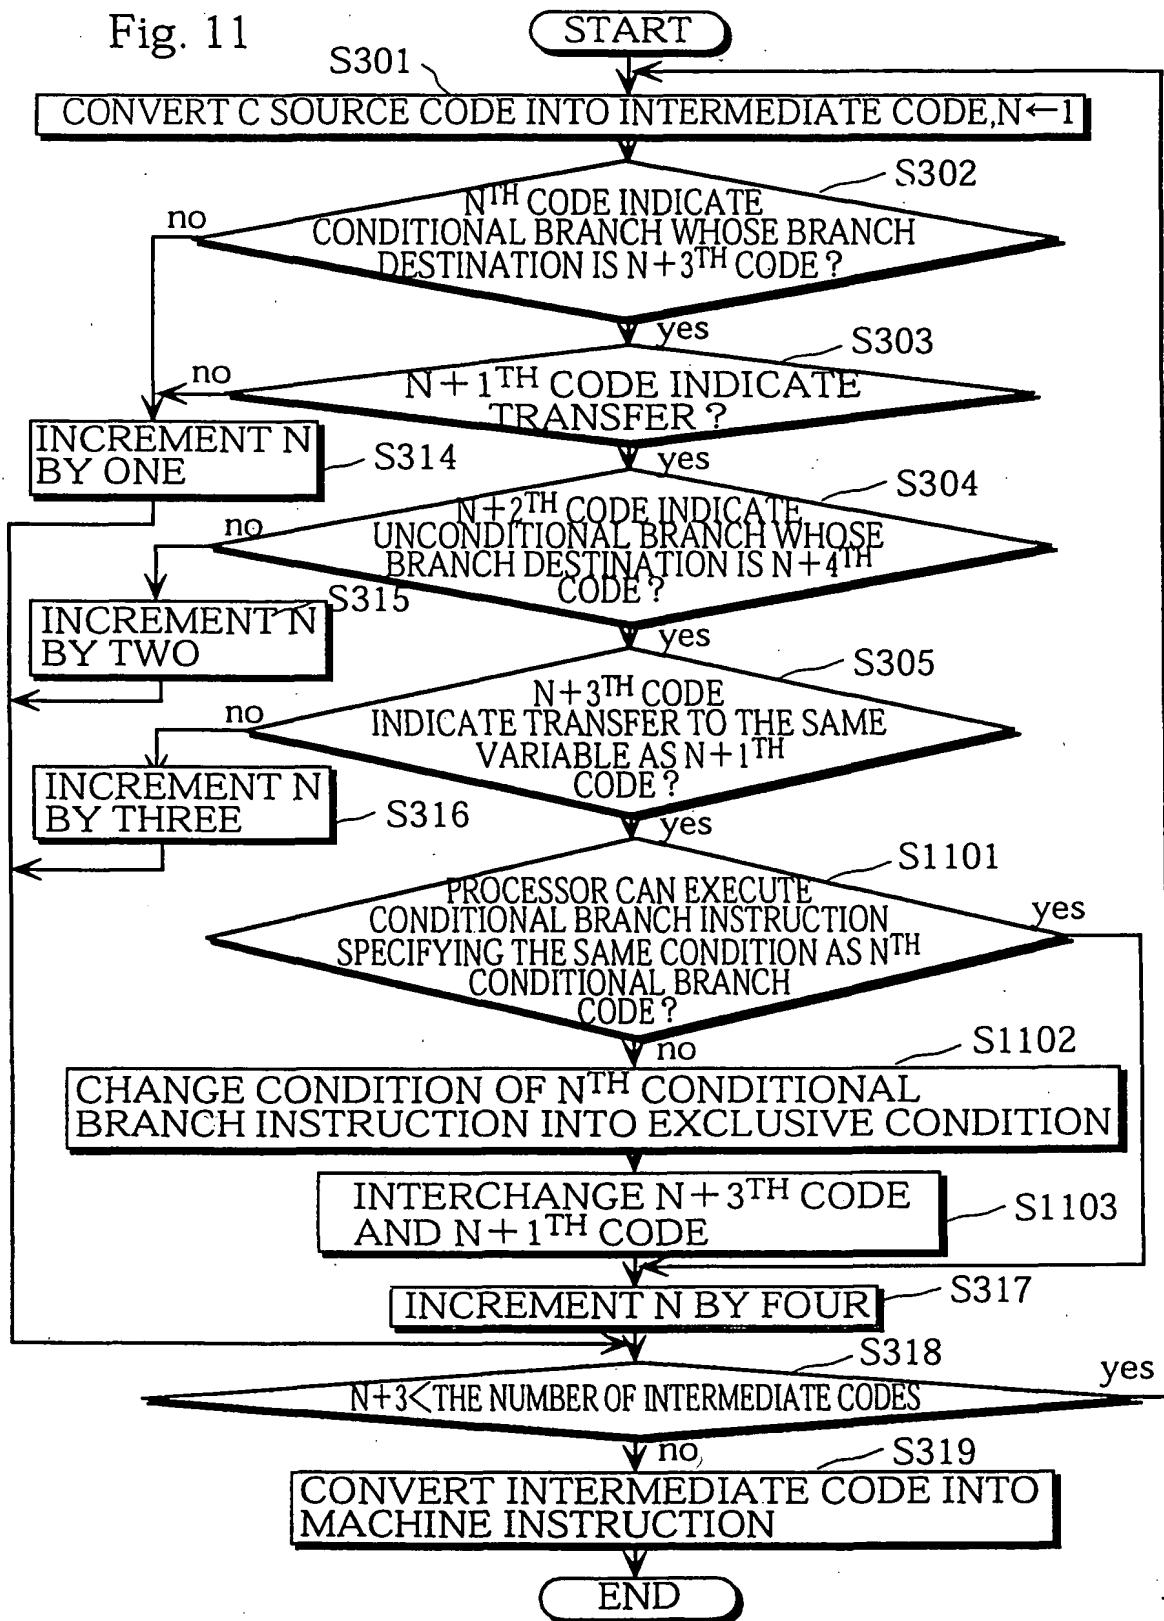 Fig. 11
START
S301
CONVERT C SOURCE CODE INTO INTERMEDIATE CODE,N←1
S302
NTH CODE INDICATE
CONDITIONAL BRANCH WHOSE BRANCH
DESTINATION IS N+3TH CODE?
no
yes
S303
N+1TH CODE INDICATE
TRANSFER?
no
yes
INCREMENT N
BY ONE
S314
S304
N+2TH CODE INDICATE
UNCONDITIONAL BRANCH WHOSE
BRANCH DESTINATION IS N+4TH
CODE?
no
yes
S315
INCREMENT N
BY TWO
S305
N+3TH CODE
INDICATE TRANSFER TO THE SAME
VARIABLE AS N+1TH
CODE?
no
yes
INCREMENT N
BY THREE
S316
S1101
PROCESSOR CAN EXECUTE
CONDITIONAL BRANCH INSTRUCTION
SPECIFYING THE SAME CONDITION AS NTH
CONDITIONAL BRANCH
CODE?
yes
no
S1102
CHANGE CONDITION OF NTH CONDITIONAL
BRANCH INSTRUCTION INTO EXCLUSIVE CONDITION
INTERCHANGE N+3TH CODE
AND N+1TH CODE
S1103
INCREMENT N BY FOUR
S317
S318
N+3<THE NUMBER OF INTERMEDIATE CODES
yes
no
S319
CONVERT INTERMEDIATE CODE INTO
MACHINE INSTRUCTION
END